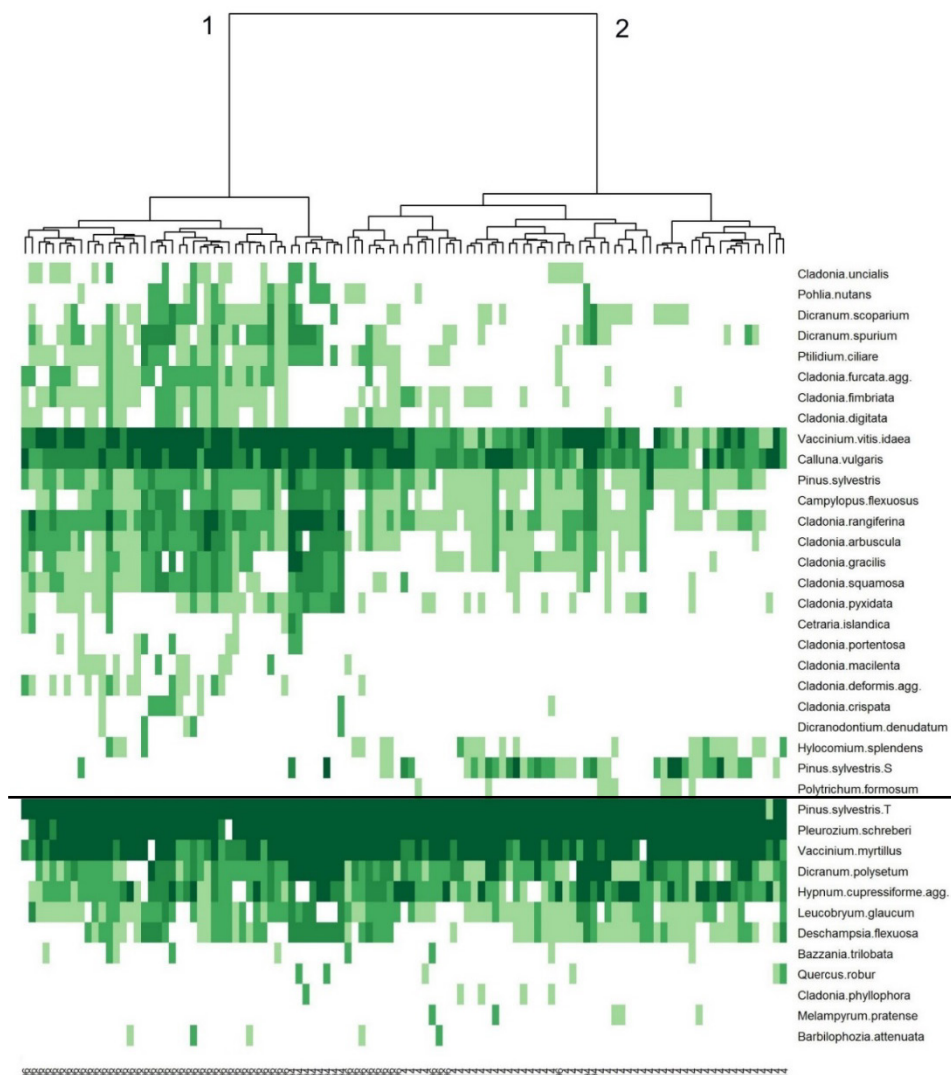 1 2
Cladonia.uncialis
Pohlia.nutans
Dicranum.scoparium
Dicranum.spurium
Ptilidium.ciliare
Cladonia.furcata.agg.
Cladonia.fimbriata
Cladonia.digitata
Vaccinium.vitis.idaea
Calluna.vulgaris
Pinus.sylvestris
Campylopus.flexuosus
Cladonia.rangiferina
Cladonia.arbuscula
Cladonia.gracilis
Cladonia.squamosa
Cladonia.pyxidata
Cetraria.islandica
Cladonia.portentosa
Cladonia.macilenta
Cladonia.deformis.agg.
Cladonia.crispata
Dicranodontium.denudatum
Hylocomium.splendens
Pinus.sylvestris.S
Polytrichum.formosum
Pinus.sylvestris.T
Pleurozium.schreberi
Vaccinium.myrtillus
Dicranum.polysetum
Hypnum.cupressiforme.agg.
Leucobryum.glaucum
Deschampsia.flexuosa
Bazzania.trilobata
Quercus.robur
Cladonia.phyllophora
Melampyrum.pratense
Barbilophozia.attenuata